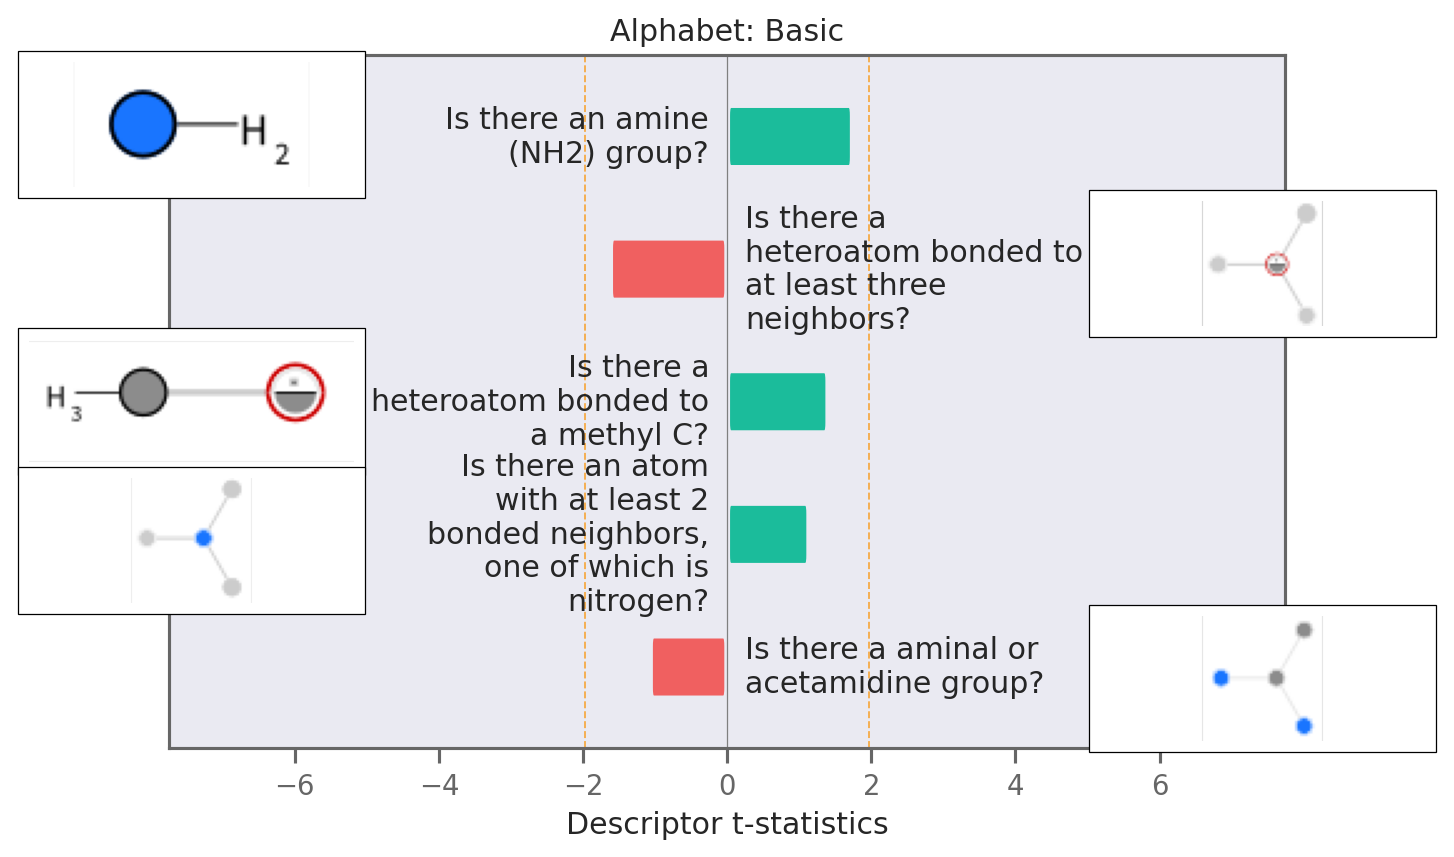 Alphabet: Basic
H2
Is there an amine
(NH2) group?
Is there a
heteroatom bonded to
at least three
neighbors?
Is there a
heteroatom bonded to
a methyl C?
H3
*
Is there an atom
with at least 2
bonded neighbors,
one of which is
nitrogen?
Is there a aminal or
acetamidine group?
−6 −4 −2 0 2 4 6
Descriptor t-statistics